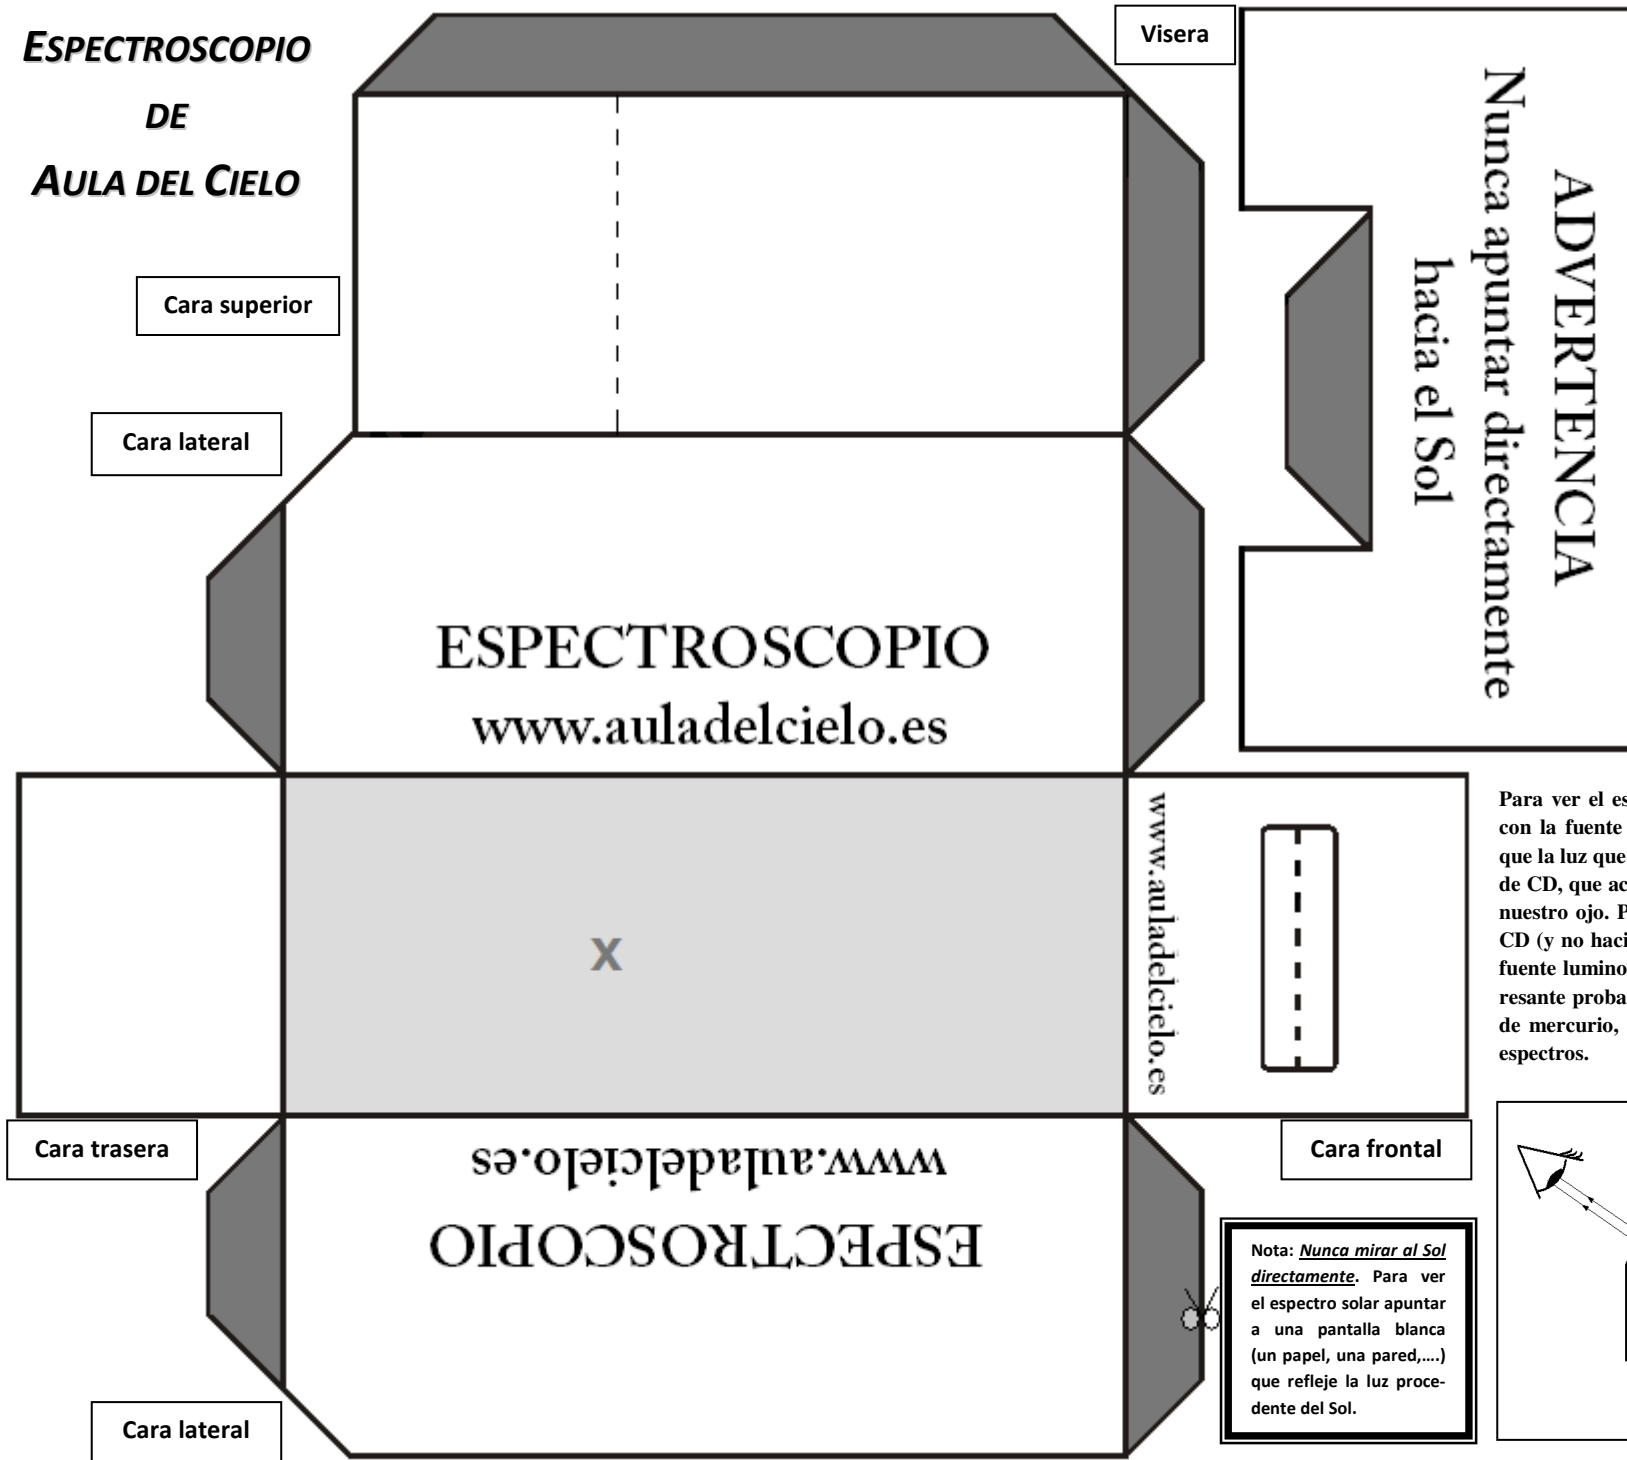 ESPECTROSCOPIO
DE
AULA DEL CIELO
Visera
ADVERTENCIA
Nunca apuntar directamente
hacia el Sol
Cara superior
Cara lateral
ESPECTROSCOPIO
www.auladelcielo.es
x
www.auladelcielo.es
Para ver el es
con la fuente
que la luz que
de CD, que ac
nuestro ojo. P
CD (y no haci
fuente lumino
resante proba
de mercurio,
espectros.
Cara trasera
Cara frontal
www.auladelcielo.es
ESPECTROSCOPIO
Nota: Nunca mirar al Sol
directamente. Para ver
el espectro solar apuntar
a una pantalla blanca
(un papel, una pared,....)
que refleje la luz proce-
dente del Sol.
Cara lateral